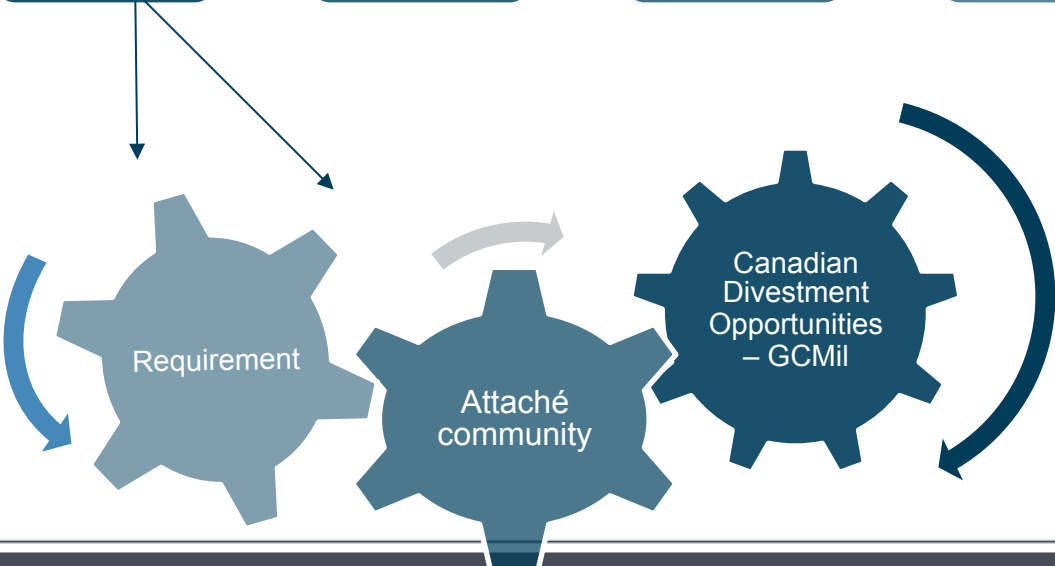 Requirement
Attaché
community
Canadian
Divestment
Opportunities
– GCMil